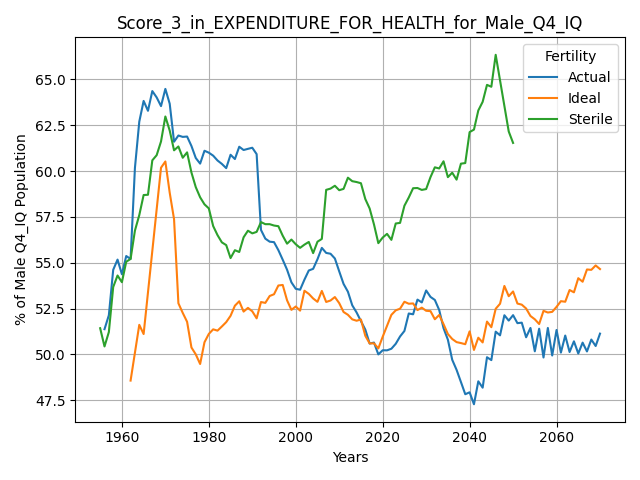 Score_3_in_EXPENDITURE_FOR_HEALTH_for_Male_Q4_IQ
% of Male Q4_IQ Population
65.0
62.5
60.0
57.5
55.0
52.5
50.0
47.5
Fertility
Actual
Ideal
Sterile
1960
1980
2000
2020
2040
2060
Years